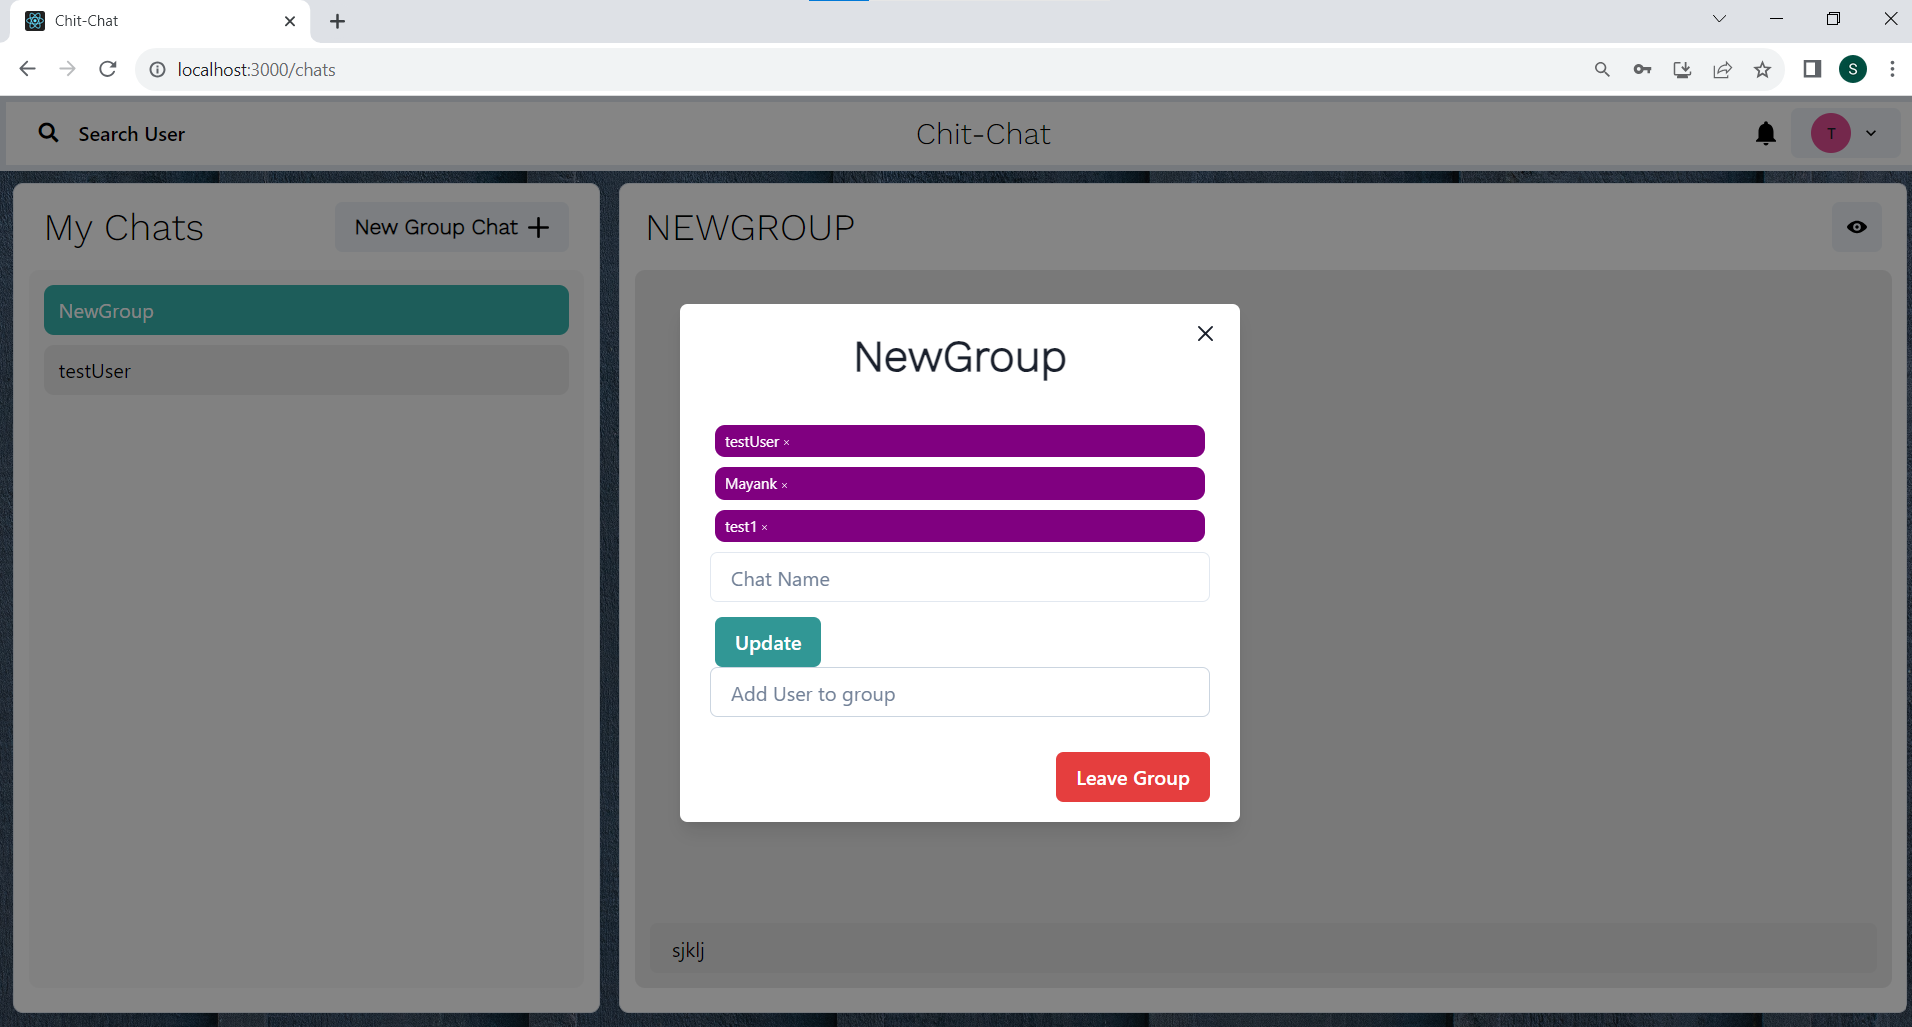 Chit-Chat
localhost:3000/chats
S
Search User
Chit-Chat
T
My Chats
New Group Chat
NewGroup
testUser
NEWGROUP
NewGroup
testUser ×
Mayank ×
test1 ×
Chat Name
Update
Add User to group
Leave Group
sjklj